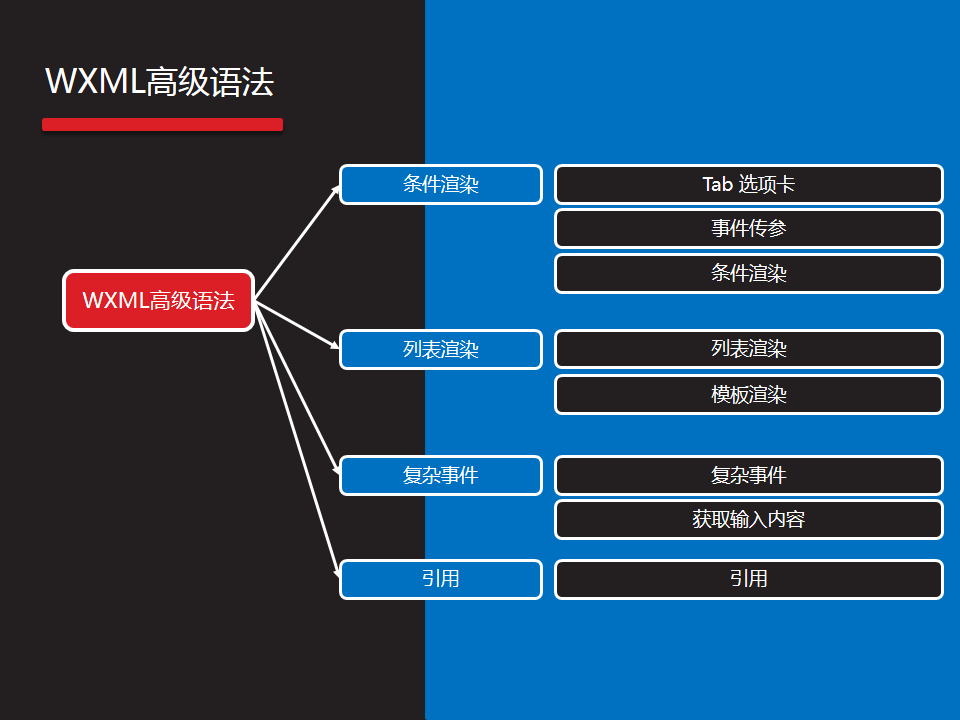 WXML高级语法
WXML高级语法
条件渲染
Tab 选项卡
事件传参
条件渲染
列表渲染
列表渲染
模板渲染
复杂事件
复杂事件
获取输入内容
引用
引用